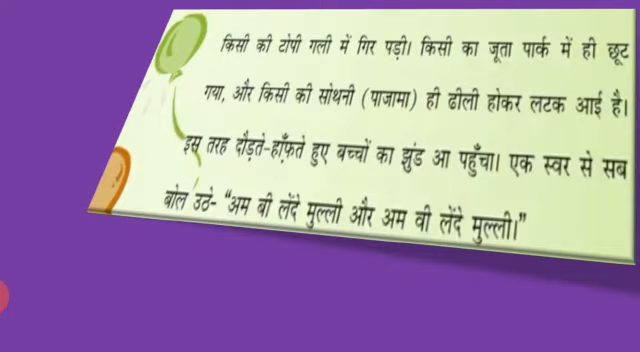 किसी की टोपी गली में गिर पड़ी। किसी का जूता पार्क में ही छूट
गया, और किसी की सोथनी (पाजामा) ही ढीली होकर लटक आई है।
इस तरह दौड़ते-हाँफ़ते हुए बच्चों का झुंड आ पहुँचा। एक स्वर से सब
बोल उठे- “अम बी लेंदे मुल्ली और अम वी लेंदे मुल्ली।”